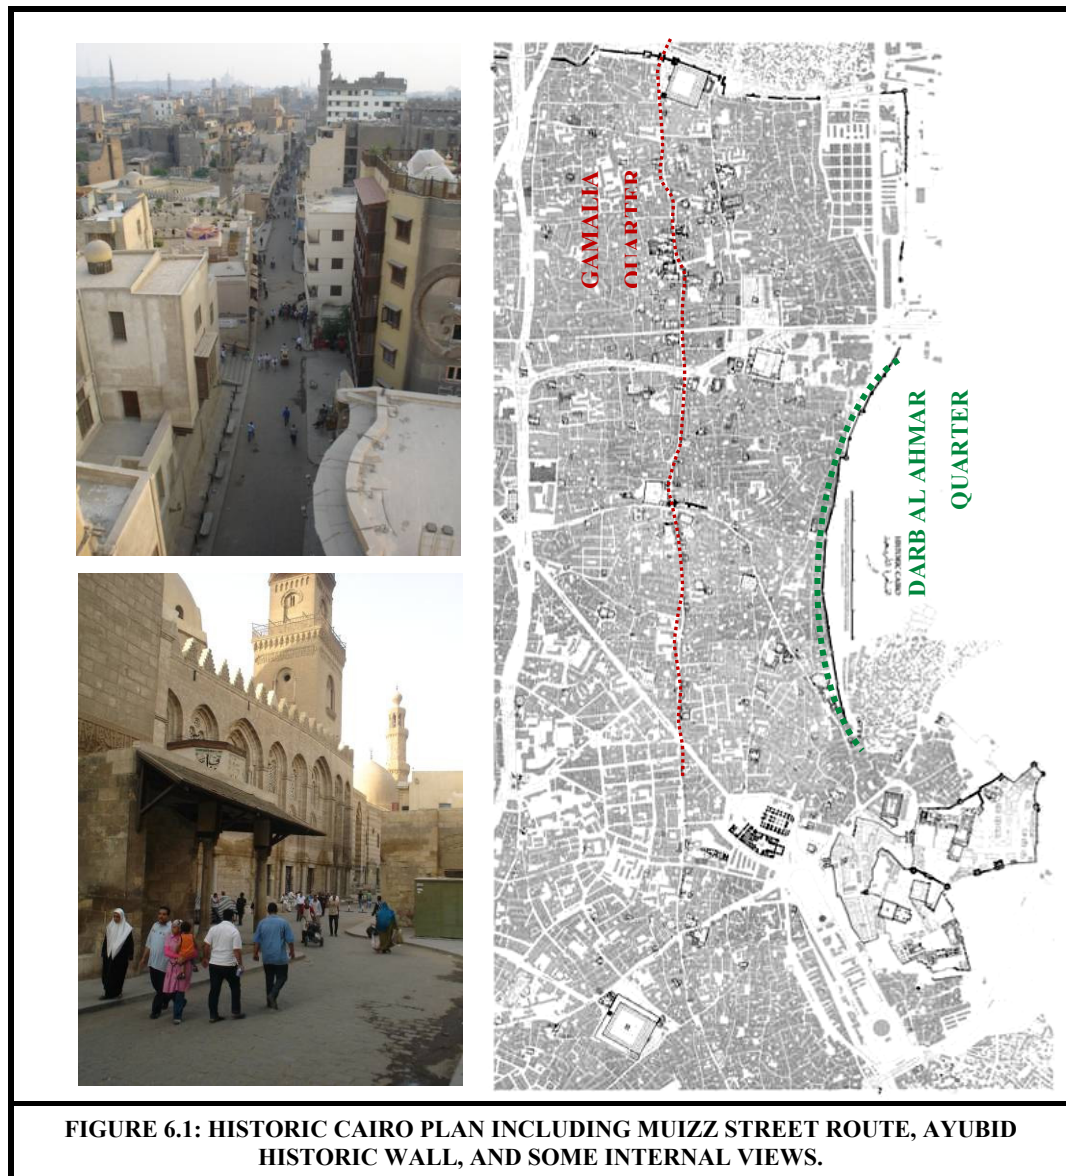 GAMALIA
QUARTER
DARB AL AHMAR
QUARTER
FIGURE 6.1: HISTORIC CAIRO PLAN INCLUDING MUIZZ STREET ROUTE, AYUBID
HISTORIC WALL, AND SOME INTERNAL VIEWS.